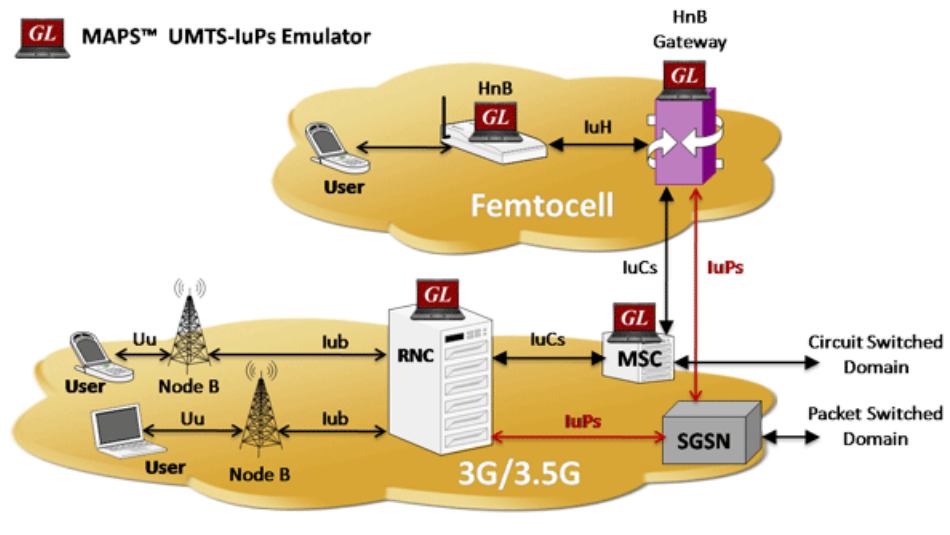 GL MAPS™ UMTS-IuPs Emulator
HnB
Gateway
GL
HnB
GL
IuH
User
Femtocell
IuCs
IuPs
GL
GL
Uu
Iub
RNC
IuCs
MSC
Circuit Switched
Domain
User
Node B
Uu
Iub
IuPs
SGSN
Packet Switched
Domain
User
Node B
3G/3.5G